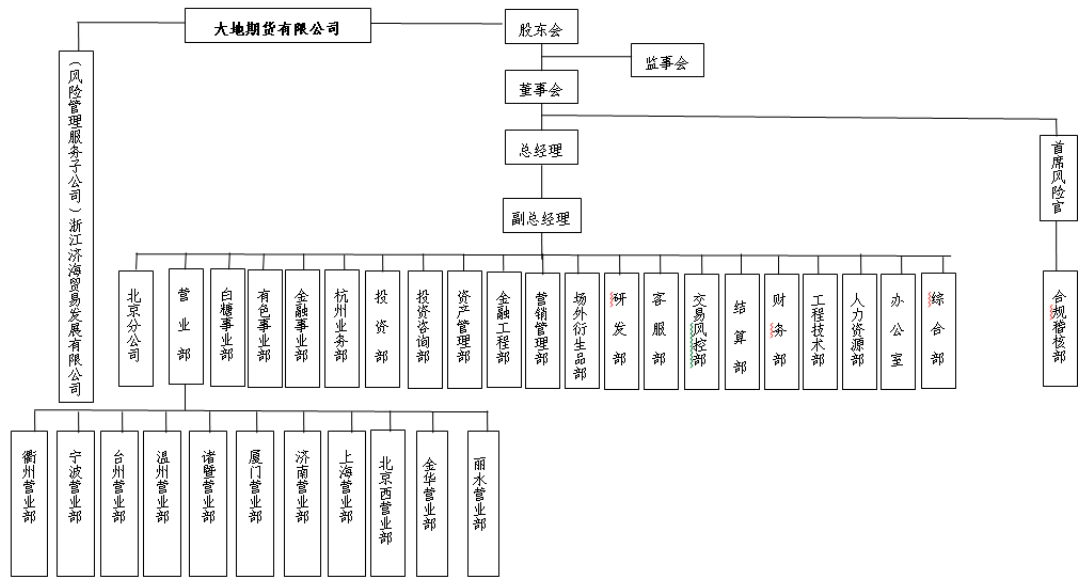 大地期货有限公司
股东会
监事会
董事会
总经理
首席风险官
副总经理
（风险管理服务子公司）浙江济海贸易发展有限公司
北京分公司
营业部
白糖事业部
有色事业部
金融事业部
杭州业务部
投资部
投资咨询部
资产管理部
金融工程部
营销管理部
场外衍生品部
研发部
客服部
交易风控部
结算部
财务部
工程技术部
人力资源部
办公室
综合部
合规稽核部
衢州营业部
宁波营业部
台州营业部
温州营业部
诸暨营业部
厦门营业部
济南营业部
上海营业部
北京西营业部
金华营业部
丽水营业部